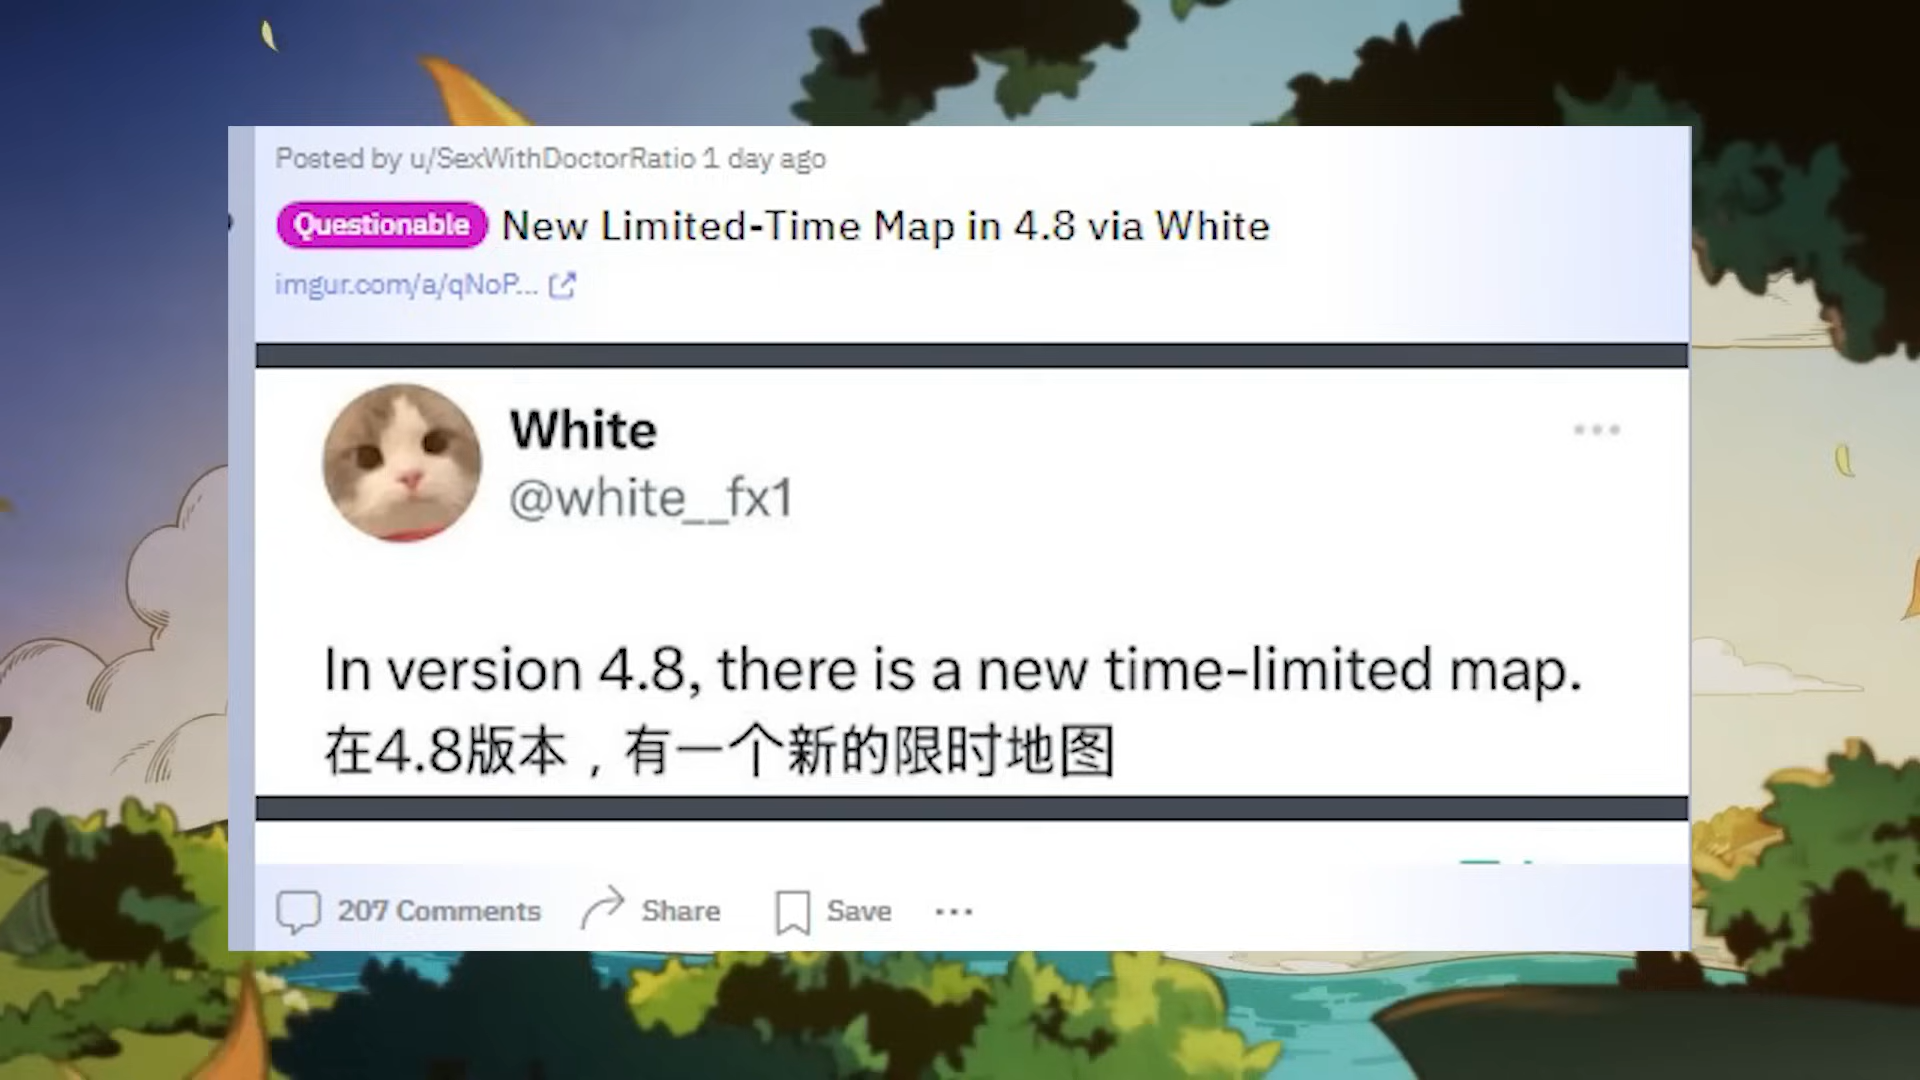 Posted by u/SexWithDoctorRatio 1 day ago
Questionable New Limited-Time Map in 4.8 via White
imgur.com/a/qNoP...
White
@white__fx1
In version 4.8, there is a new time-limited map.
在4.8版本，有一个新的限时地图
207 Comments Share Save